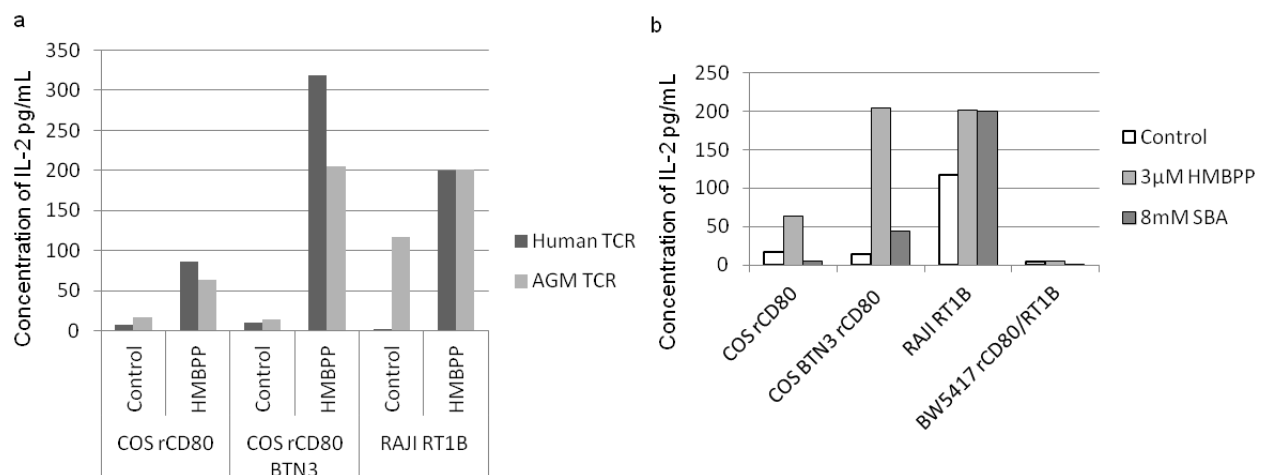 a
Concentration of IL-2 pg/mL
350
300
250
200
150
100
50
0
Control
HMBPP
Control
HMBPP
Control
HMBPP
COS rCD80
COS rCD80
BTN3
RAJI RT1B
Human TCR
AGM TCR
b
Concentration of IL-2 pg/mL
250
200
150
100
50
0
COS rCD80
COS BTN3 rCD80
RAJI RT1B
BW5417 rCD80/RT1B
Control
3µM HMBPP
8mM SBA